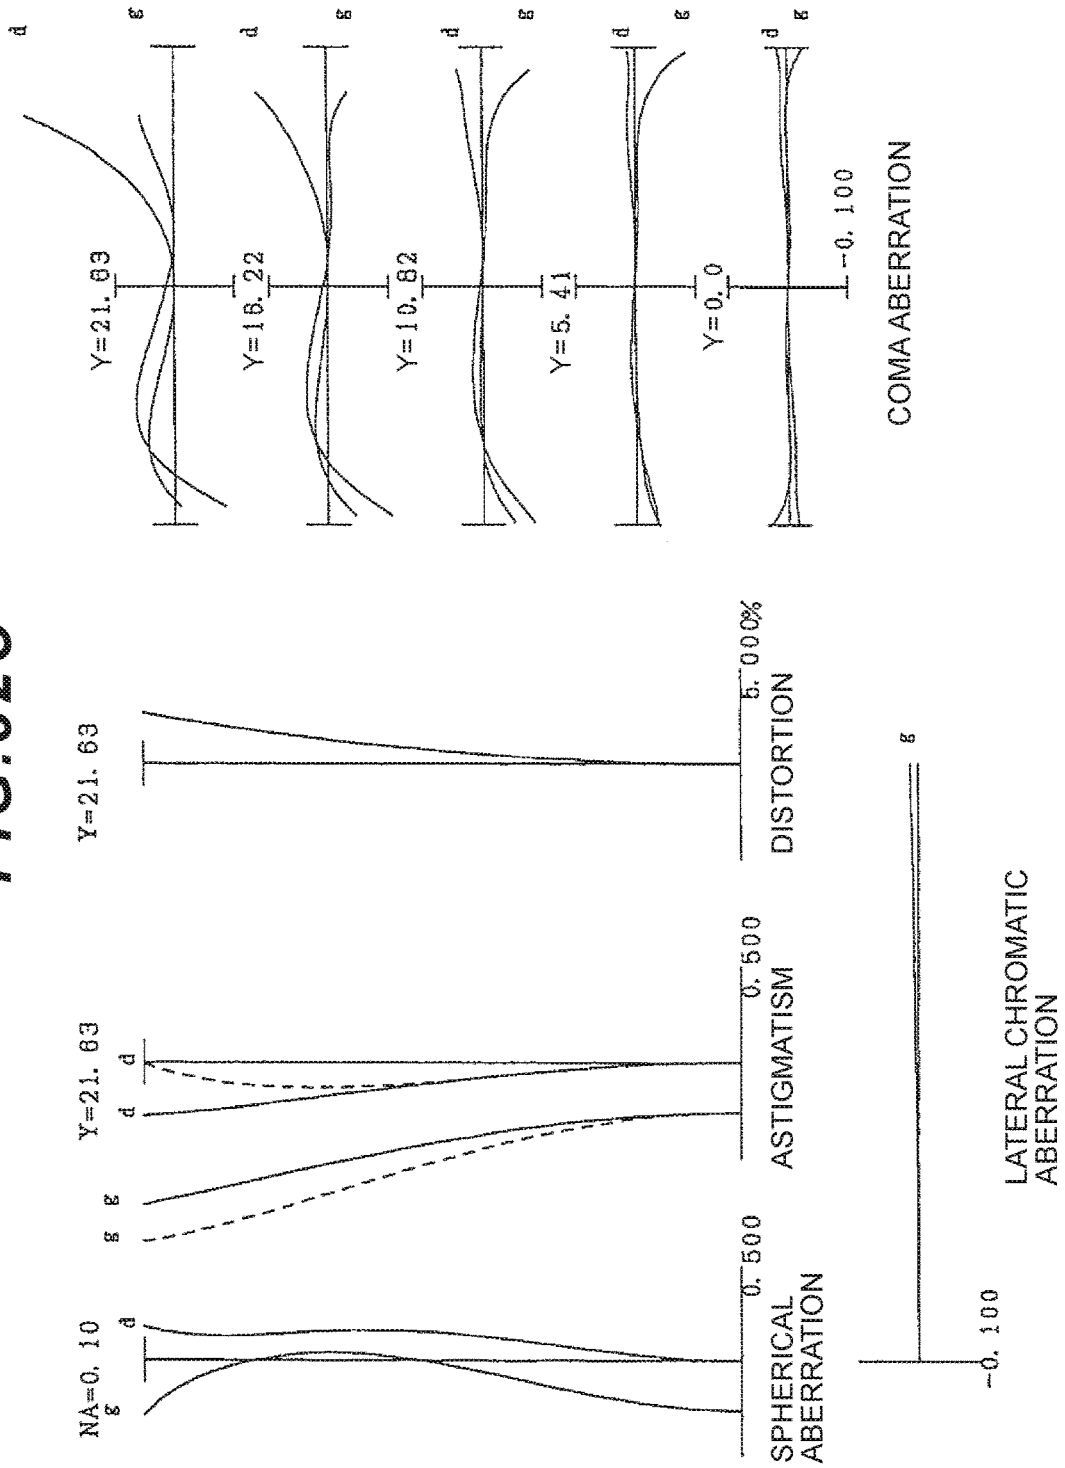 NA=0. 10
g
d
0. 500
SPHERICAL
ABERRATION
Y=21. 63
g
g
d
d
0. 500
ASTIGMATISM
Y=21. 63
5. 000%
DISTORTION
g
-0. 100
LATERAL CHROMATIC
ABERRATION
Y=21. 63
d
g
Y=16. 22
d
g
Y=10. 82
d
g
Y=5. 41
d
g
Y=0. 0
d
g
-0. 100
COMA ABERRATION